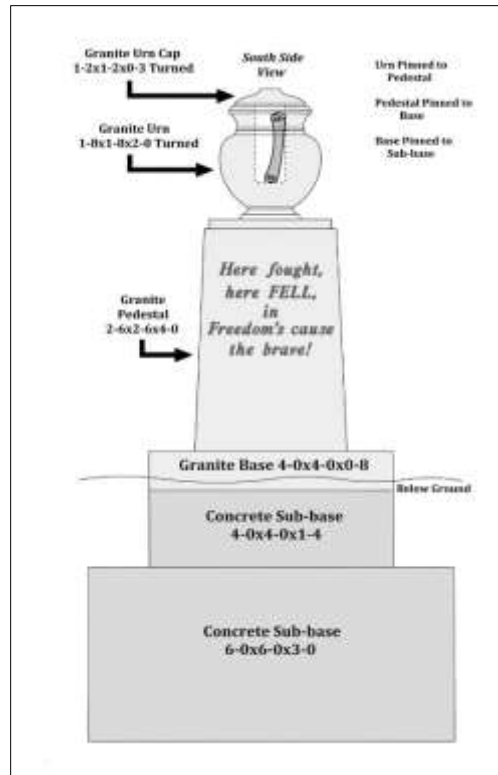 Granite Urn Cap
1-2x1-2x0-3 Turned
South Side
View
Urn Pinned to
Pedestal
Pedestal Pinned to
Base
Base Pinned to
Sub-base
Granite Urn
1-8x1-8x2-0 Turned
Here fought,
here FELL,
in
Freedom's cause
the brave!
Granite
Pedestal
2-6x2-6x4-0
Granite Base 4-0x4-0x0-8
Below Ground
Concrete Sub-base
4-0x4-0x1-4
Concrete Sub-base
6-0x6-0x3-0